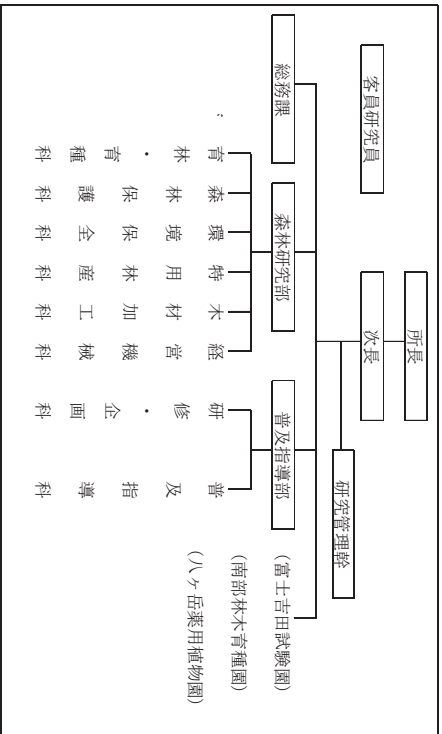 所長
次長
研究管理幹
客員研究員
総務課
森林研究部
普及指導部
育林・育種科
森林保護科
環境保全科
特用林産科
木材加工科
経営機械科
研修・企画科
普及指導科
(富士吉田試験園)
(南部林木育種園)
(八ヶ岳薬用植物園)